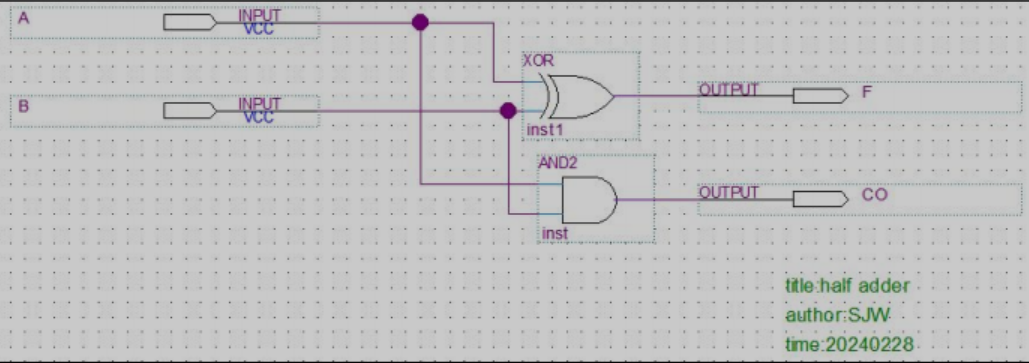 A
INPUT
VCC
XOR
OUTPUT
F
B
INPUT
VCC
inst1
AND2
OUTPUT
CO
inst
title:half adder
author:SJW
time:20240228